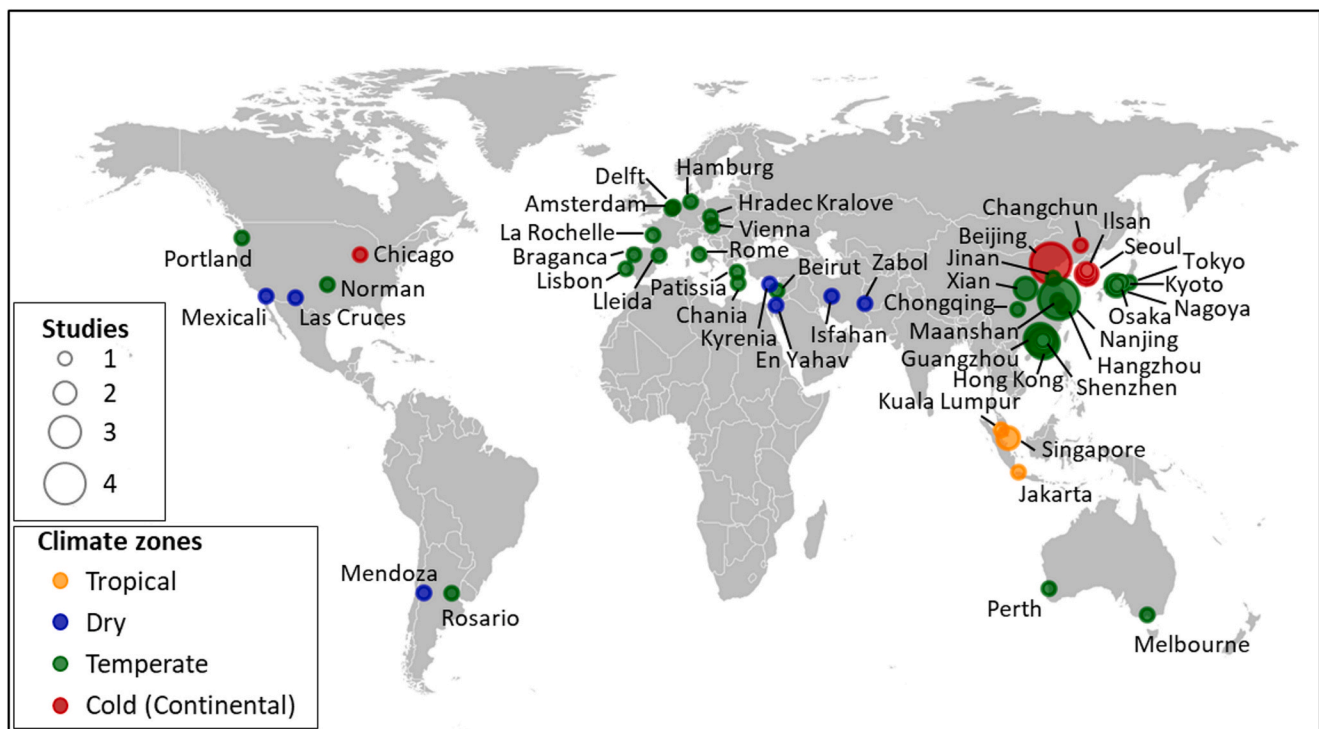 Hamburg
Delft
Amsterdam
Hradec Kralove
La Rochelle
Vienna
Braganca
Rome
Lisbon
Lleida
Patissia
Beirut
Zabol
Chania
Kyrenia
Isfahan
En Yahav
Changchun
Ilsan
Beijing
Seoul
Jinan
Tokyo
Xian
Kyoto
Chongqing
Nagoya
Osaka
Maanshan
Nanjing
Guangzhou
Hangzhou
Hong Kong
Shenzhen
Kuala Lumpur
Singapore
Jakarta
Portland
Chicago
Norman
Mexicali
Las Cruces
Mendoza
Rosario
Perth
Melbourne
Studies
1
2
3
4
Climate zones
Tropical
Dry
Temperate
Cold (Continental)